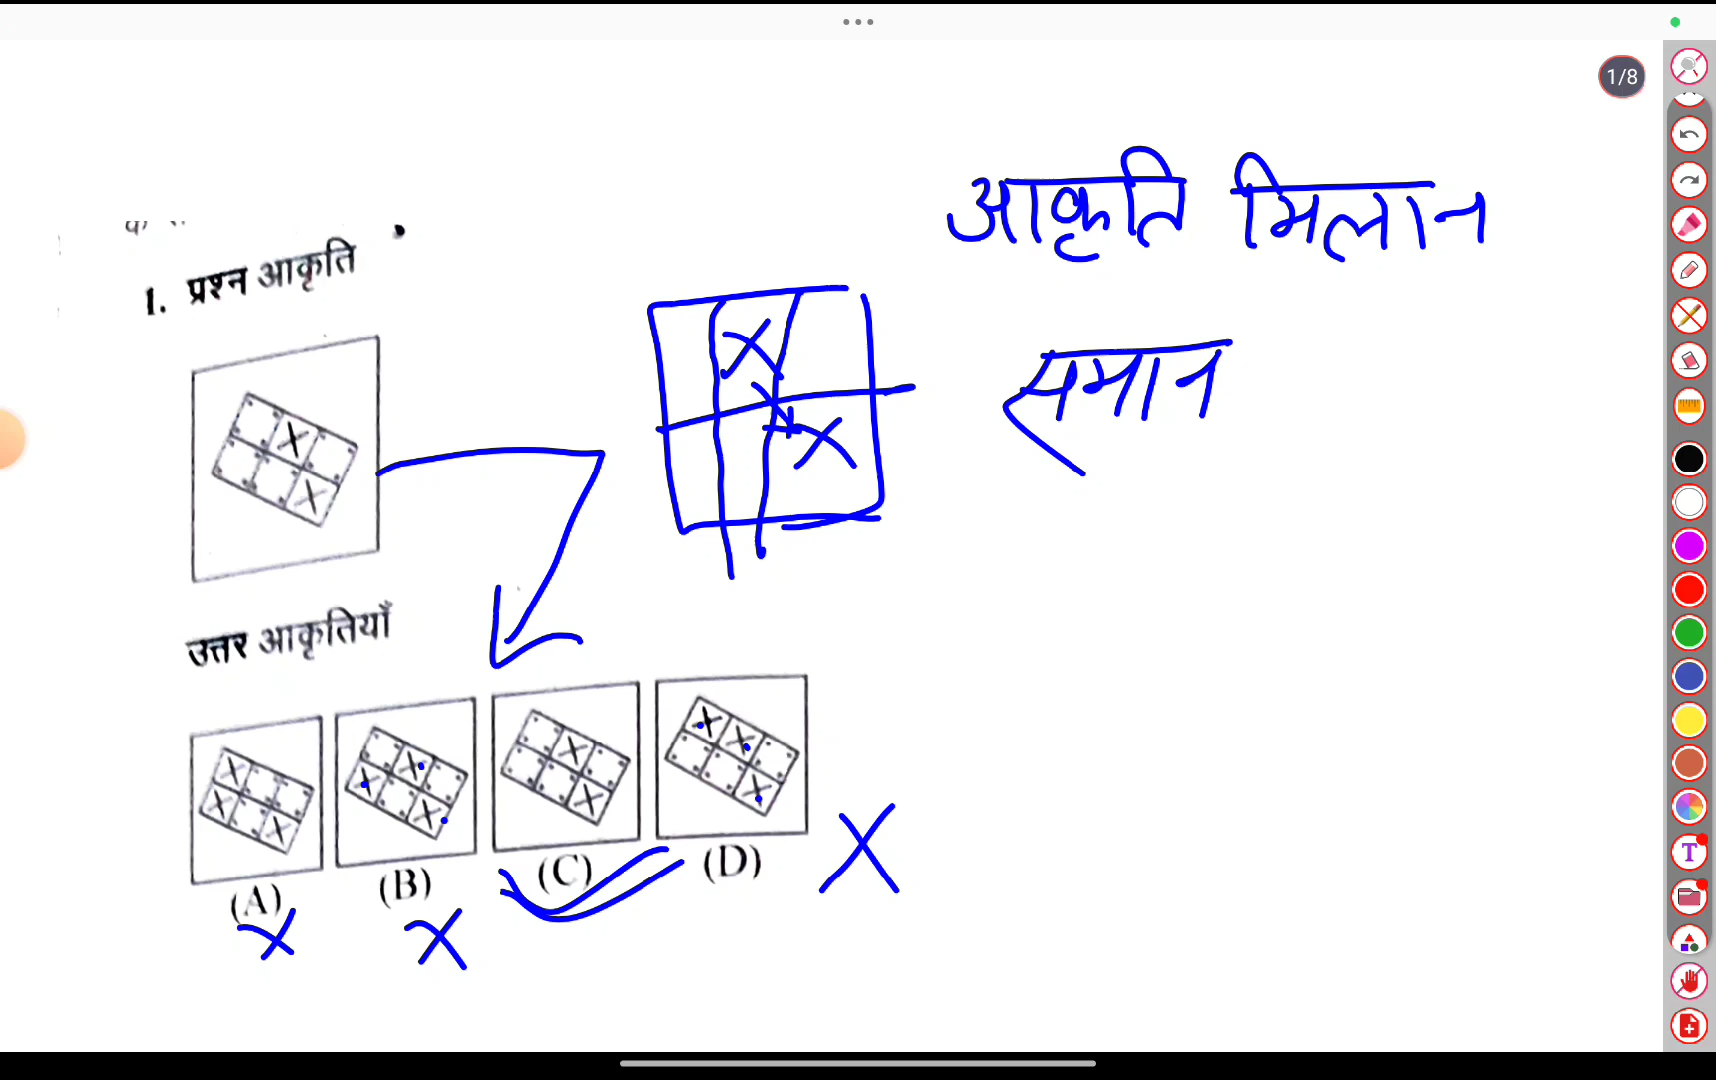 1/8
आकृति मिलान
1. प्रश्न आकृति
समान
उत्तर आकृतियाँ
(A) (B) (C) (D)
T